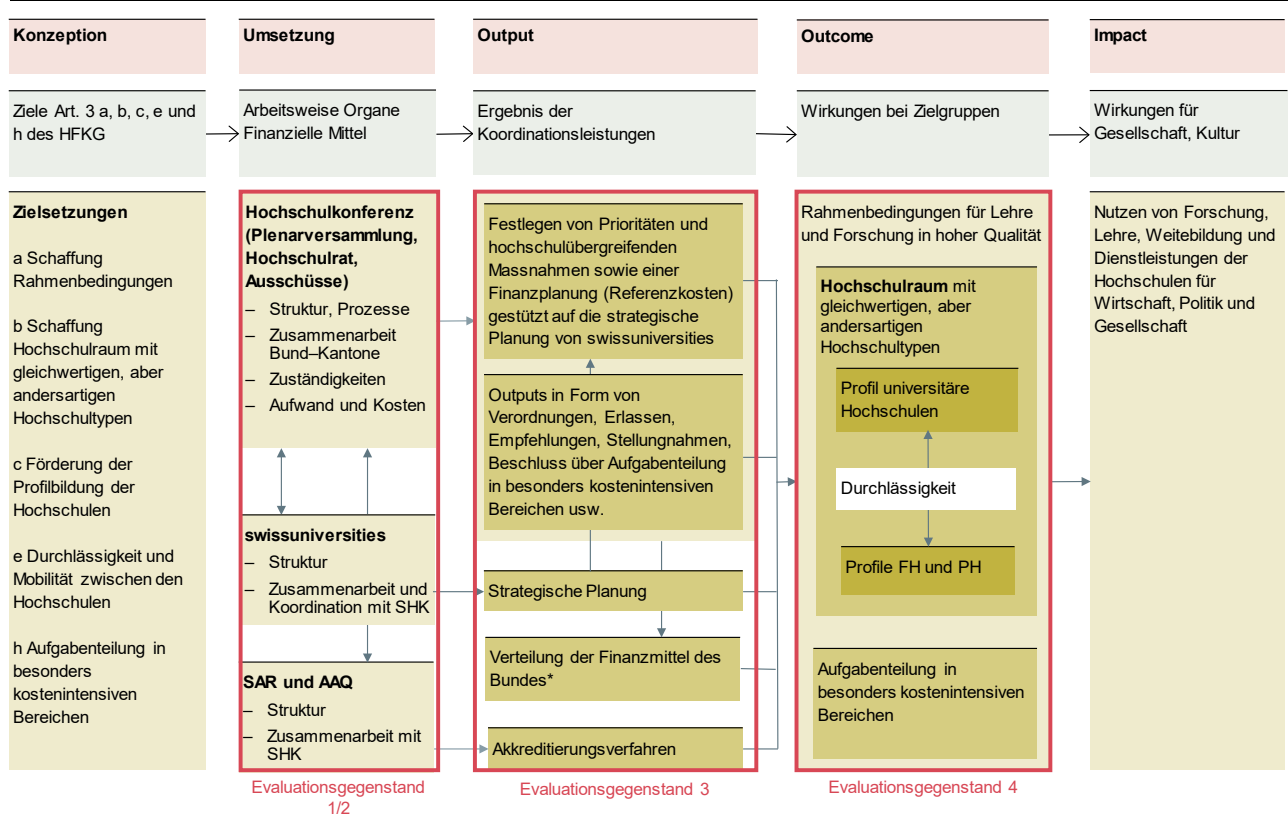 Konzeption
Umsetzung
Output
Outcome
Impact
Ziele Art. 3 a, b, c, e und
h des HFKG
Arbeitsweise Organe
Finanzielle Mittel
Ergebnis der
Koordinationsleistungen
Wirkungen bei Zielgruppen
Wirkungen für
Gesellschaft, Kultur
Zielsetzungen
a Schaffung
Rahmenbedingungen
b Schaffung
Hochschulraum mit
gleichwertigen, aber
andersartigen
Hochschultypen
c Förderung der
Profilbildung der
Hochschulen
e Durchlässigkeit und
Mobilität zwischen den
Hochschulen
h Aufgabenteilung in
besonders
kostenintensiven
Bereichen
Hochschulkonferenz
(Plenarversammlung,
Hochschulrat,
Ausschüsse)
– Struktur, Prozesse
– Zusammenarbeit
Bund–Kantone
– Zuständigkeiten
– Aufwand und Kosten
swissuniversities
– Struktur
– Zusammenarbeit und
Koordination mit SHK
SAR und AAQ
– Struktur
– Zusammenarbeit mit
SHK
Evaluationsgegenstand
1/2
Festlegen von Prioritäten und
hochschulübergreifenden
Massnahmen sowie einer
Finanzplanung (Referenzkosten)
gestützt auf die strategische
Planung von swissuniversities
Outputs in Form von
Verordnungen, Erlassen,
Empfehlungen, Stellungnahmen,
Beschluss über Aufgabenteilung
in besonders kostenintensiven
Bereichen usw.
Strategische Planung
Verteilung der Finanzmittel des
Bundes*
Akkreditierungsverfahren
Evaluationsgegenstand 3
Rahmenbedingungen für Lehre
und Forschung in hoher Qualität
Hochschulraum mit
gleichwertigen, aber
andersartigen
Hochschultypen
Profil universitäre
Hochschulen
Durchlässigkeit
Profile FH und PH
Aufgabenteilung in
besonders kostenintensiven
Bereichen
Evaluationsgegenstand 4
Nutzen von Forschung,
Lehre, Weitebildung und
Dienstleistungen der
Hochschulen für
Wirtschaft, Politik und
Gesellschaft